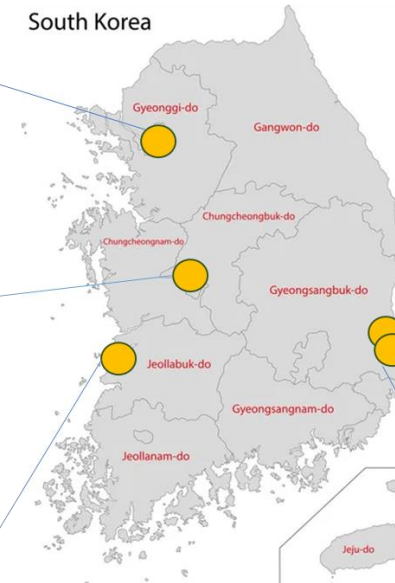 South Korea
Gyeonggi-do
Gangwon-do
Chungcheongbuk-do
Chungcheongnam-do
Gyeongsangbuk-do
Jeollabuk-do
Gyeongsangnam-do
Jeollanam-do
Jeju-do